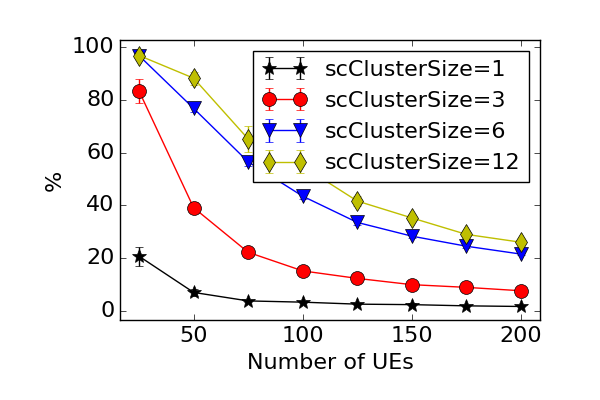 100
80
60
40
20
0
%
scClusterSize=1
scClusterSize=3
scClusterSize=6
scClusterSize=12
50
100
150
200
Number of UEs